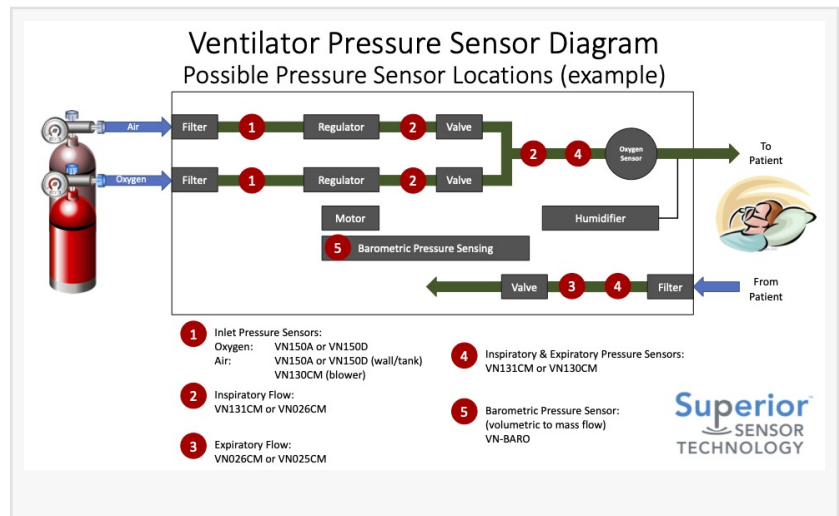 Ventilator Pressure Sensor Diagram
Possible Pressure Sensor Locations (example)
Air
Filter
1
Regulator
2
Valve
2
4
Oxygen
Sensor
To
Patient
Oxygen
Filter
1
Regulator
2
Valve
Motor
Humidifier
5
Barometric Pressure Sensing
Valve
3
4
Filter
From
Patient
1
Inlet Pressure Sensors:
Oxygen: VN150A or VN150D
Air: VN150A or VN150D (wall/tank)
VN130CM (blower)
2
Inspiratory Flow:
VN131CM or VN026CM
3
Expiratory Flow:
VN026CM or VN025CM
4
Inspiratory & Expiratory Pressure Sensors:
VN131CM or VN130CM
5
Barometric Pressure Sensor:
(volumetric to mass flow)
VN-BARO
Superior™
SENSOR
TECHNOLOGY